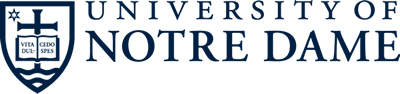 UNIVERSITY OF
NOTRE DAME
VITA CEDO
DUL- SPES